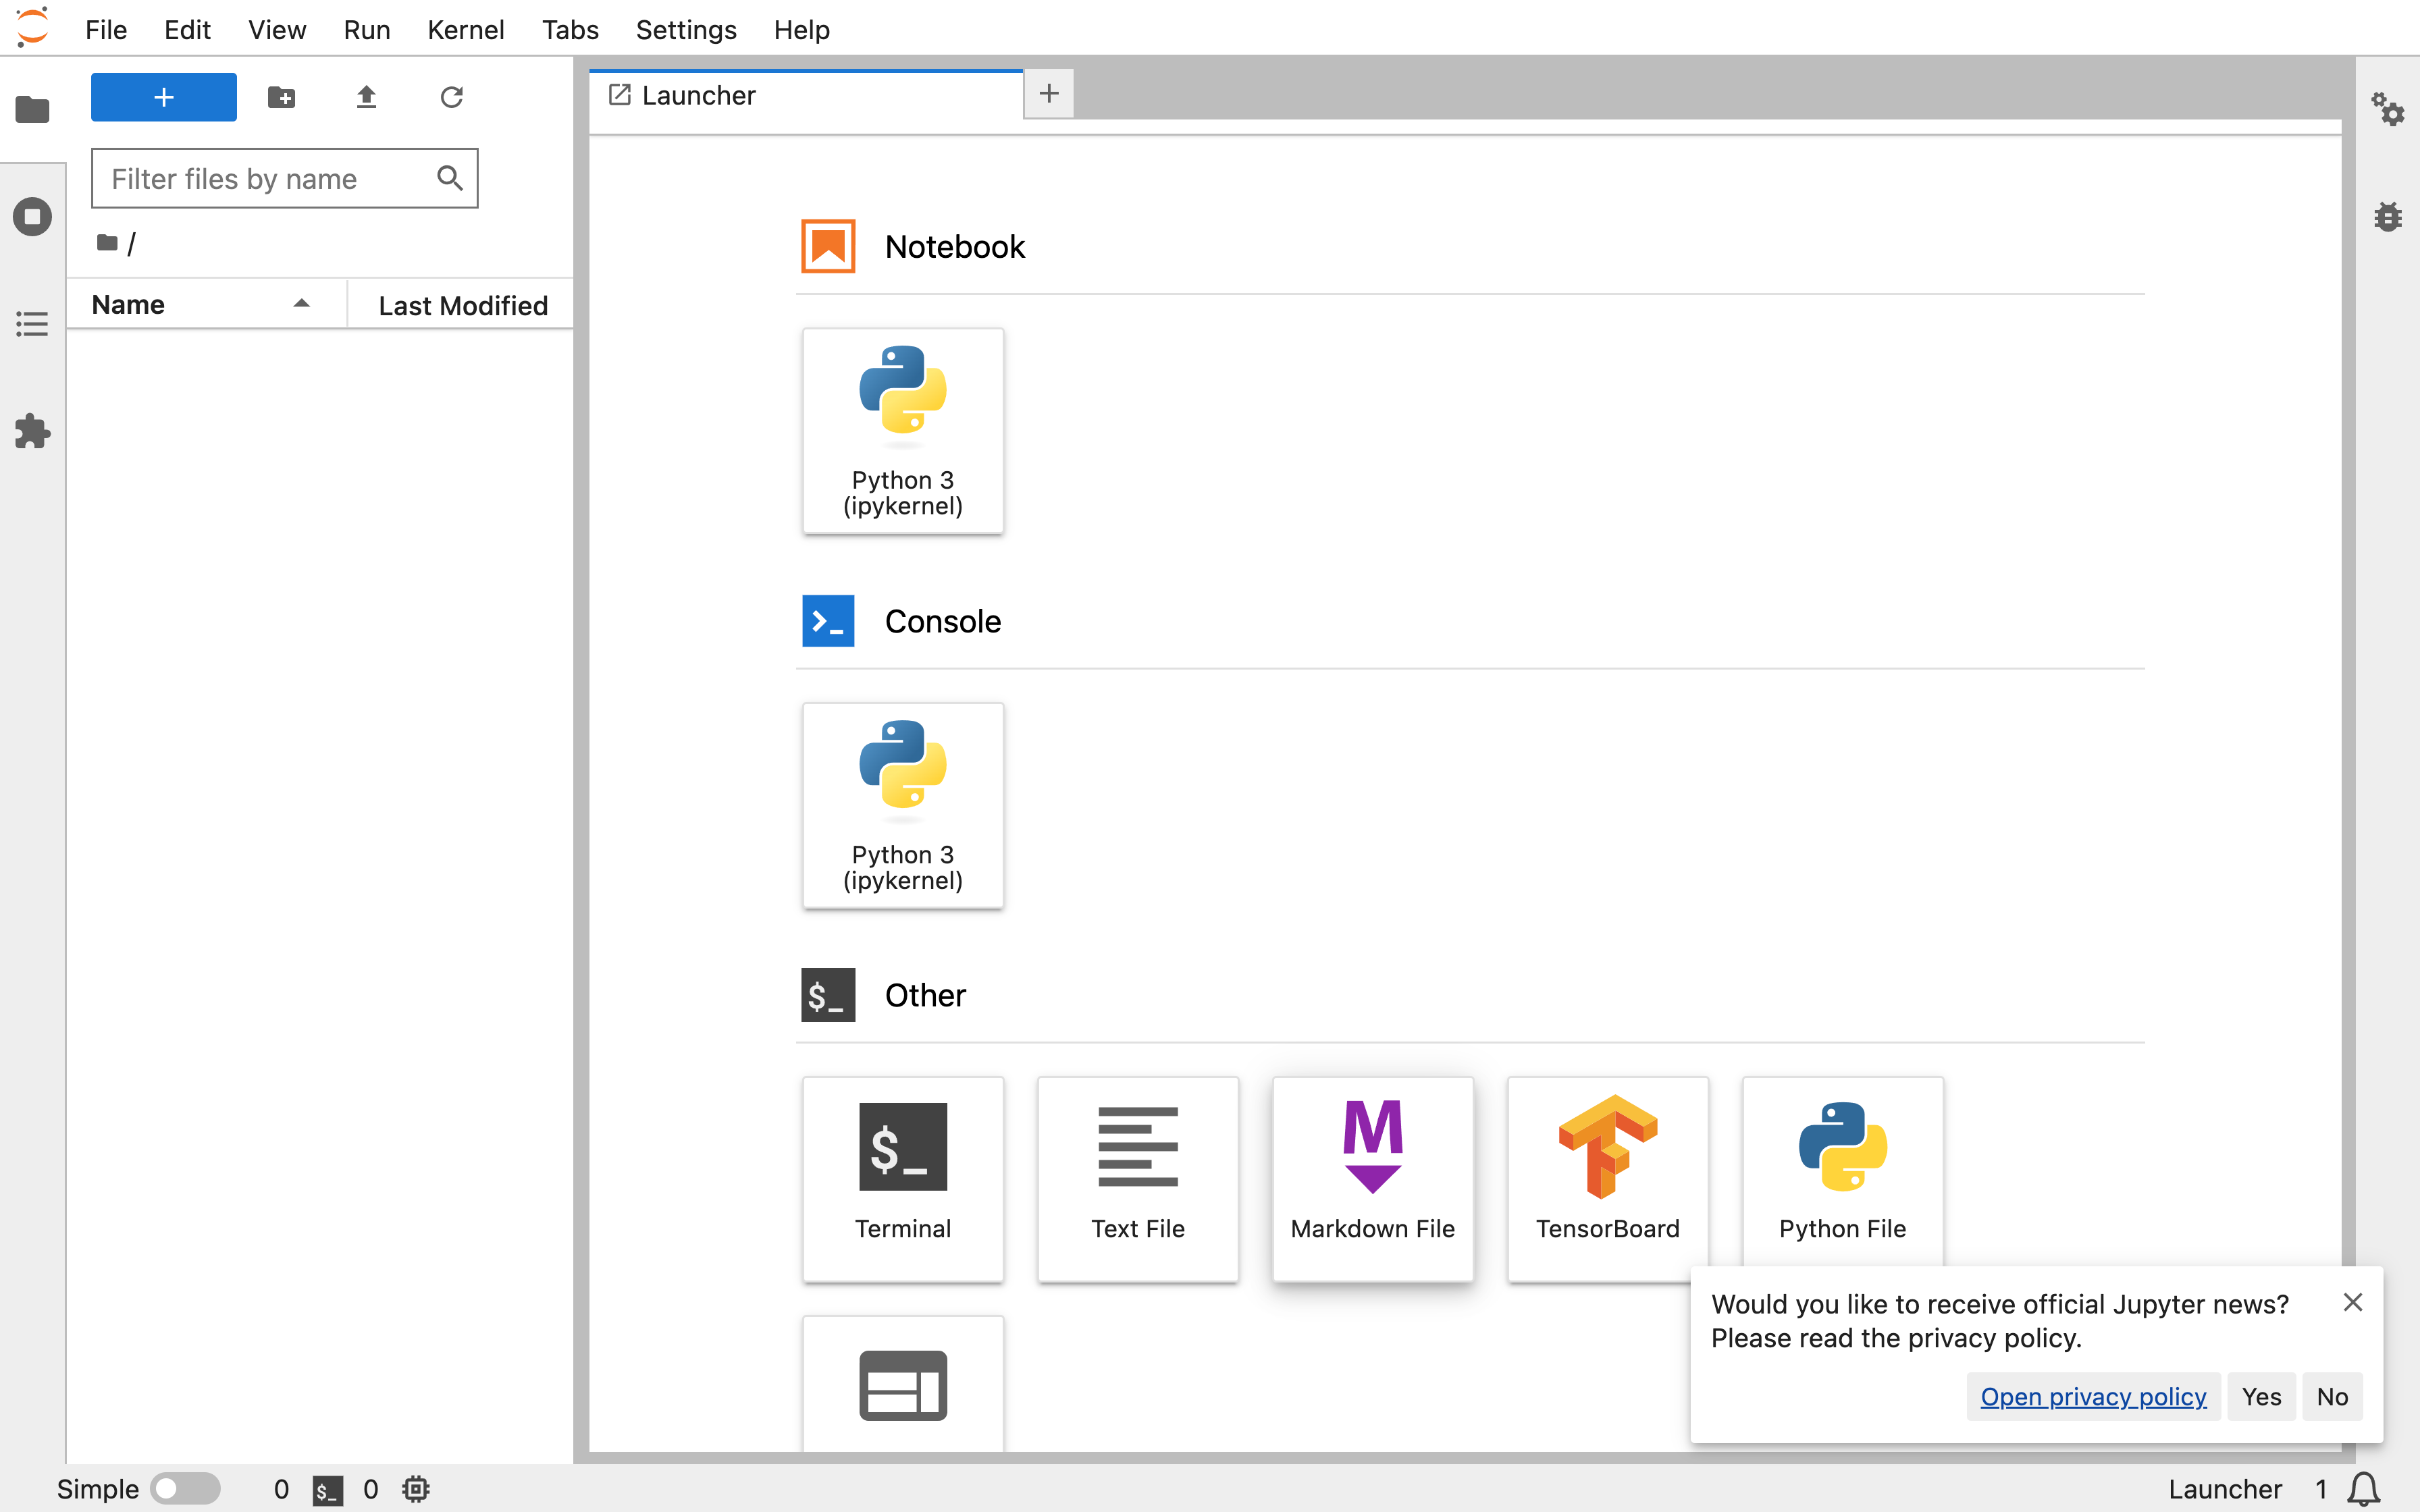 File Edit View Run Kernel Tabs Settings Help
+
Launcher
+
Filter files by name
/
Name Last Modified
Notebook
Python 3
(ipykernel)
>_ Console
Python 3
(ipykernel)
$_ Other
$_
Terminal
Text File
M
Markdown File
TensorBoard
Python File
Would you like to receive official Jupyter news?
Please read the privacy policy.
Open privacy policy Yes No
Simple 0 $_ 0
Launcher 1